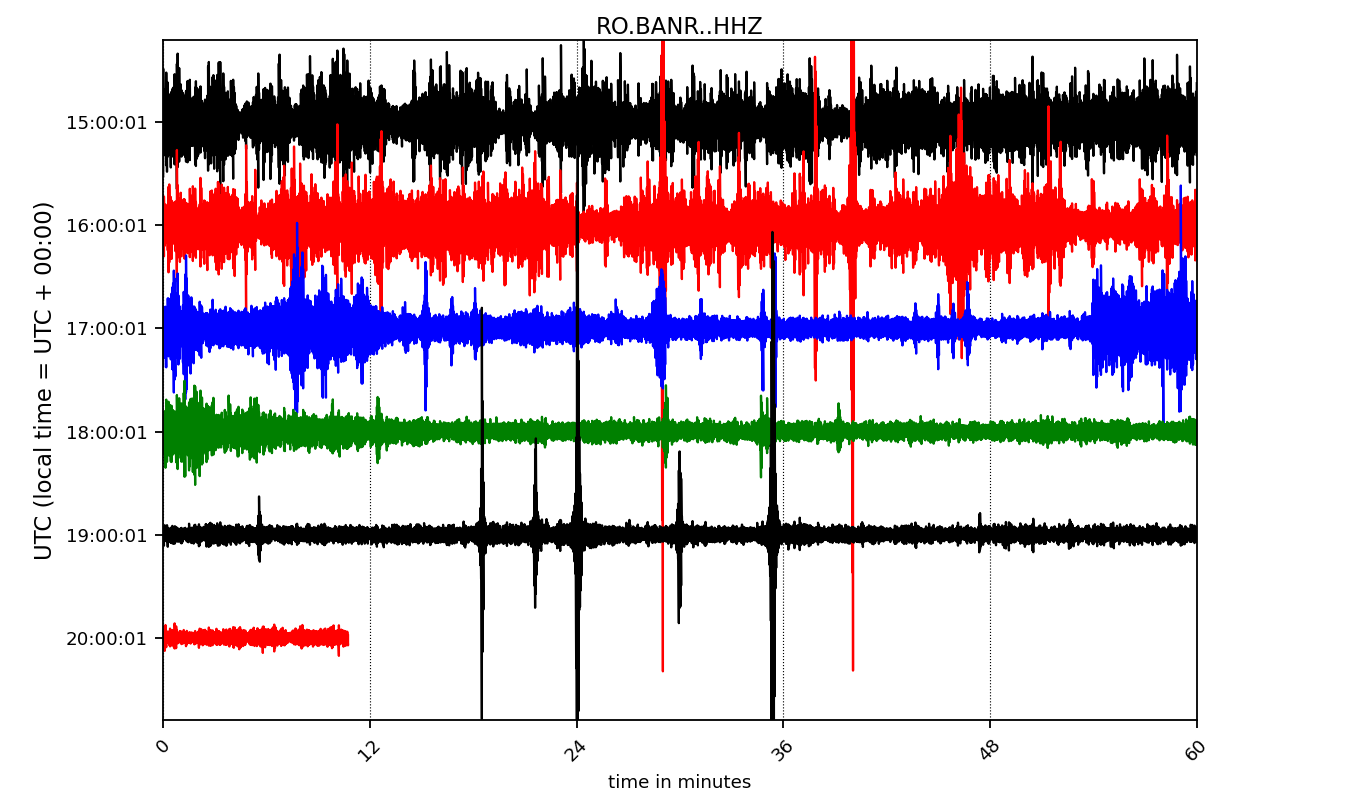 RO.BANR..HHZ
UTC (local time = UTC + 00:00)
15:00:01
16:00:01
17:00:01
18:00:01
19:00:01
20:00:01
0 12 24 36 48 60
time in minutes